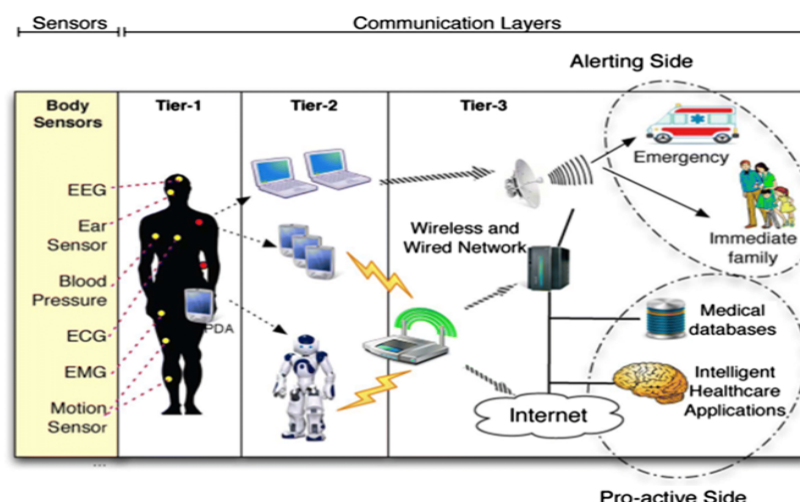 Sensors
Communication Layers
Alerting Side
Body
Sensors
Tier-1
Tier-2
Tier-3
EEG
Ear
Sensor
Blood
Pressure
ECG
EMG
Motion
Sensor
...
PDA
Wireless and
Wired Network
Internet
Emergency
Immediate
family
Medical
databases
Intelligent
Healthcare
Applications
Pro-active Side